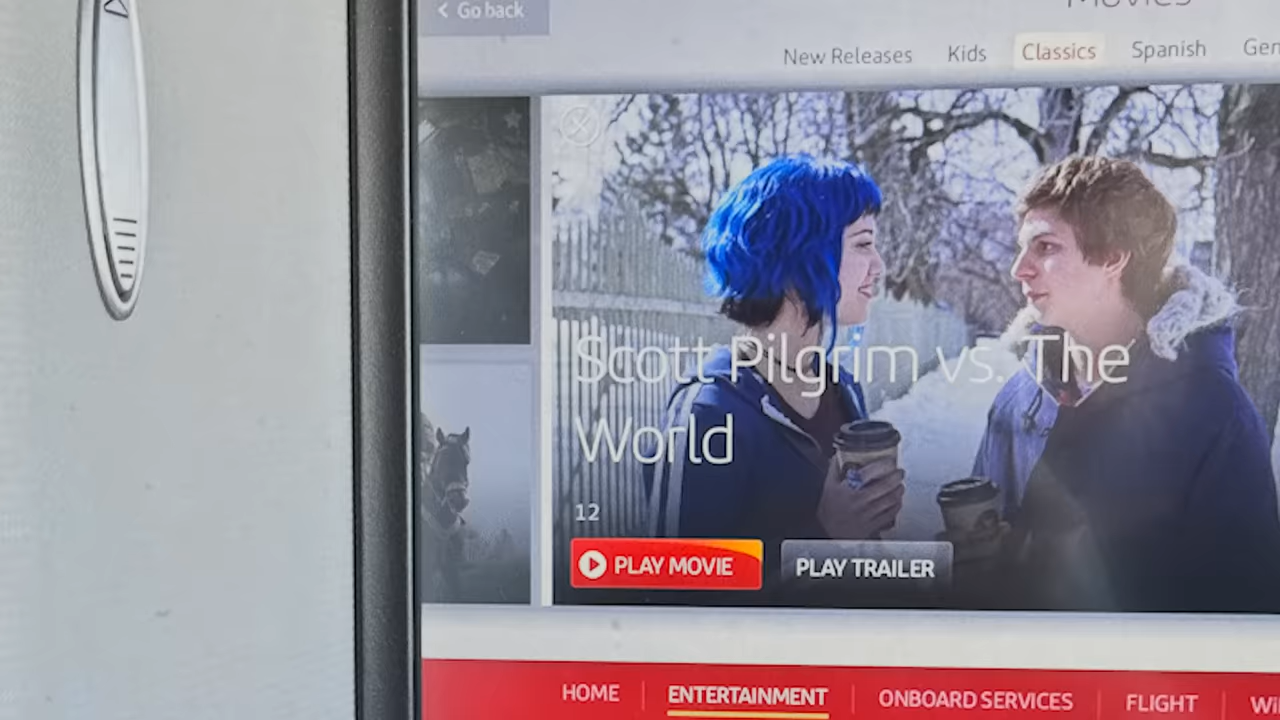 Go back
Movies
New Releases Kids Classics Spanish
Scott Pilgrim vs. The
World
12
PLAY MOVIE PLAY TRAILER
HOME ENTERTAINMENT ONBOARD SERVICES FLIGHT